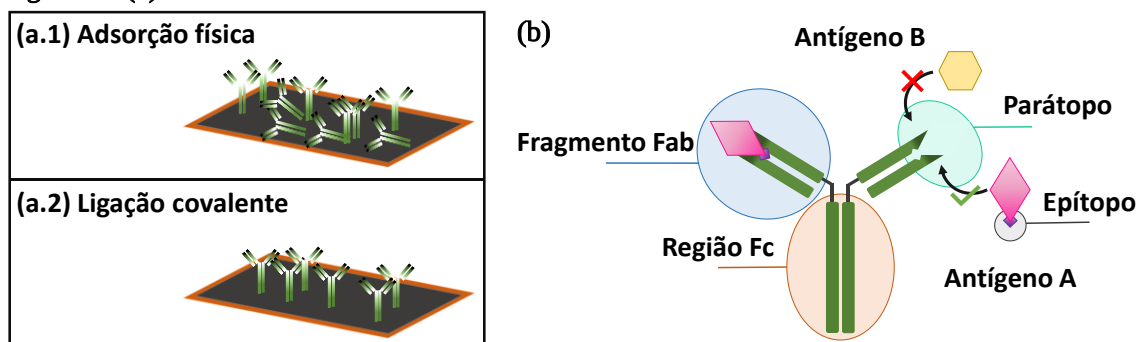 (a.1) Adsorção física
(a.2) Ligação covalente
(b)
Antígeno B
Parátopo
Fragmento Fab
Epítopo
Região Fc
Antígeno A